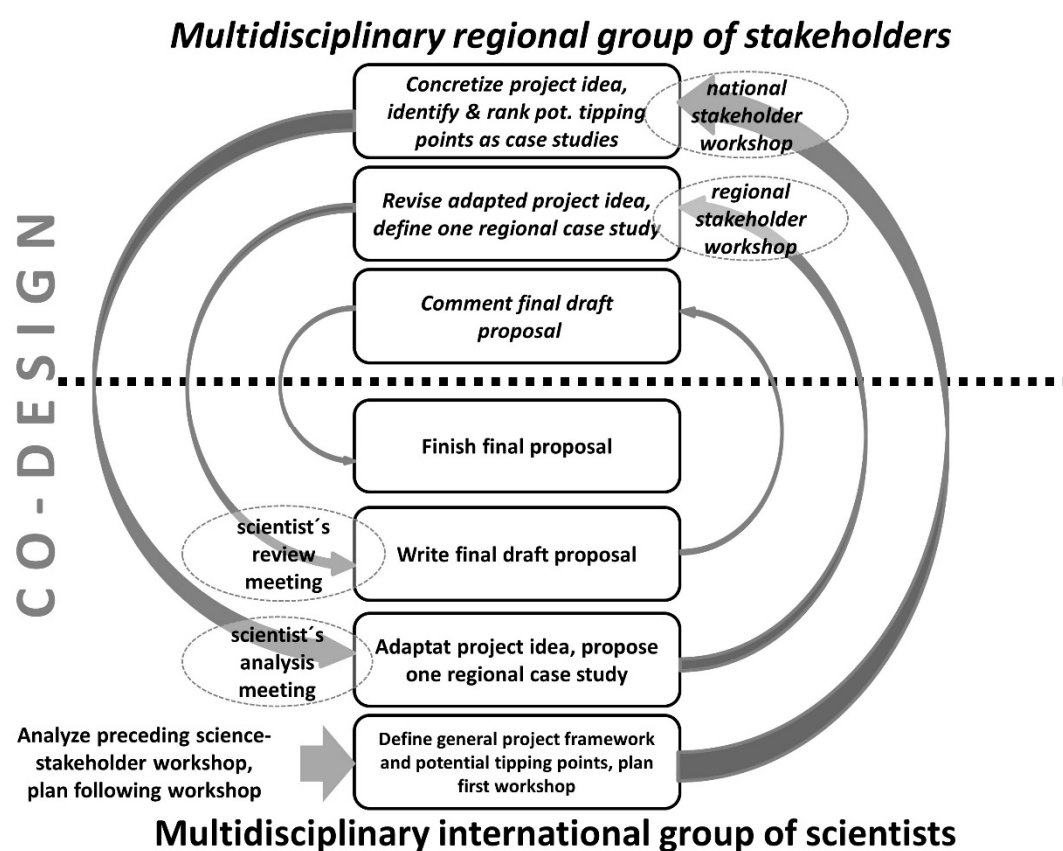 Multidisciplinary regional group of stakeholders
Concretize project idea,
identify & rank pot. tipping
points as case studies
national
stakeholder
workshop
Revise adapted project idea,
define one regional case study
regional
stakeholder
workshop
Comment final draft
proposal
CO-DESIGN
Finish final proposal
scientist´s
review
meeting
Write final draft proposal
scientist´s
analysis
meeting
Adaptat project idea, propose
one regional case study
Analyze preceding science-
stakeholder workshop,
plan following workshop
Define general project framework
and potential tipping points, plan
first workshop
Multidisciplinary international group of scientists